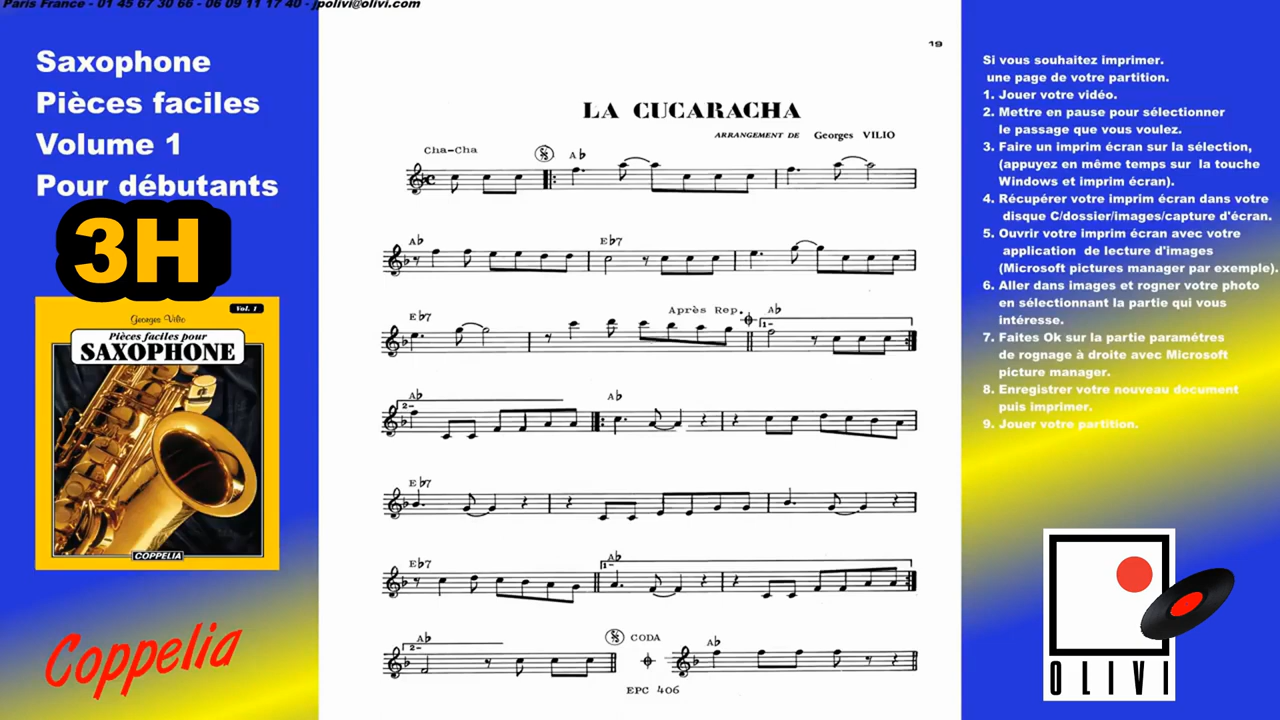 Paris France - 01 45 67 30 66 - 06 09 11 17 40 - jpolivi@olivi.com
Saxophone
Pièces faciles
Volume 1
Pour débutants
3H
Vol. 1
Georges Vilio
Pièces faciles pour
SAXOPHONE
COPPELIA
Coppelia
19
LA CUCARACHA
ARRANGEMENT DE Georges VILIO
Cha-Cha
Ab
Ab Eb7
Eb7 Après Rep. Ab
1-
2- Ab
Eb7
Eb7 Ab
1-
Ab CODA Ab
2-
EPC 406
Si vous souhaitez imprimer.
une page de votre partition.
1. Jouer votre vidéo.
2. Mettre en pause pour sélectionner
le passage que vous voulez.
3. Faire un imprim écran sur la sélection,
(appuyez en même temps sur la touche
Windows et imprim écran).
4. Récupérer votre imprim écran dans votre
disque C/dossier/images/capture d'écran.
5. Ouvrir votre imprim écran avec votre
application de lecture d'images
(Microsoft pictures manager par exemple).
6. Aller dans images et rogner votre photo
en sélectionnant la partie qui vous
intéresse.
7. Faites Ok sur la partie paramétres
de rognage à droite avec Microsoft
picture manager.
8. Enregistrer votre nouveau document
puis imprimer.
9. Jouer votre partition.
OLIVI